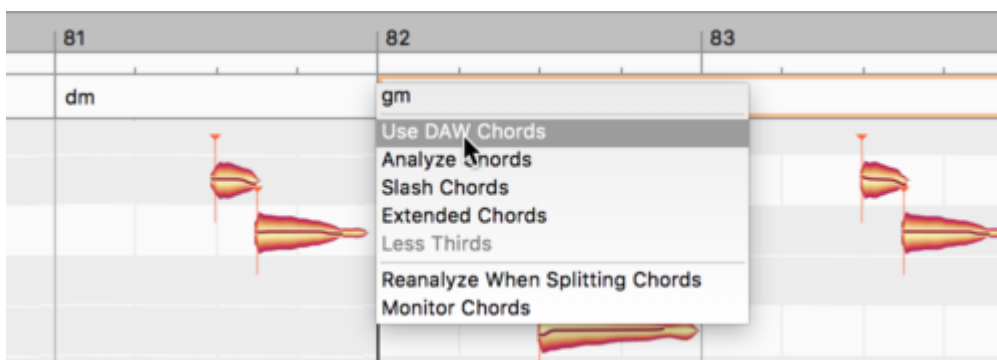 81 82 83
dm
gm
Use DAW Chords
Analyze Chords
Slash Chords
Extended Chords
Less Thirds
Reanalyze When Splitting Chords
Monitor Chords